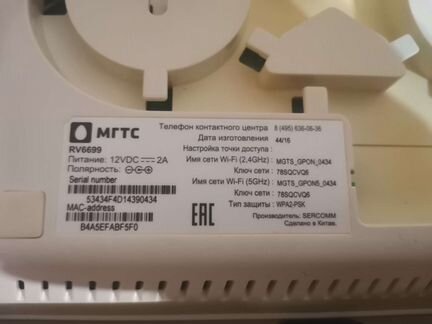 МГТС
RV6699
Питание: 12VDC 2A
Полярность:
Serial number
53434F4D14390434
MAC-address
B4A5EFABF5F0
Телефон контактного центра 8 (495) 636-06-36
Дата изготовления 44/16
Настройка точки доступа :
Имя сети Wi-Fi (2,4GHz) : MGTS_GPON_0434
Ключ сети : 78SQCVQ6
Имя сети Wi-Fi (5GHz) : MGTS_GPON5_0434
Ключ сети : 78SQCVQ6
Тип защиты : WPA2-PSK
EAC
Производитель: SERCOMM
Сделано в Китае.